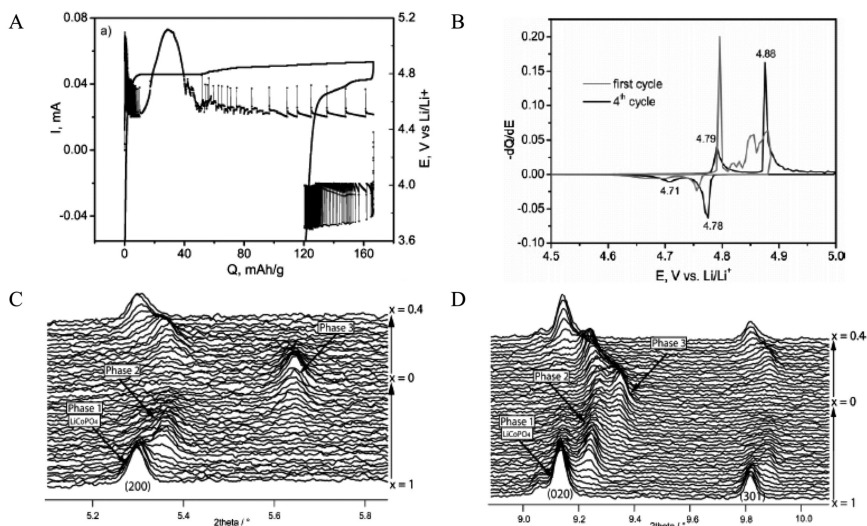 A
a)
0.08
0.04
0.00
-0.04
I, mA
5.2
4.8
4.4
4.0
3.6
E, V vs Li/Li+
0 40 80 120 160
Q, mAh/g
B
0.20
0.15
0.10
0.05
0.00
-0.05
-0.10
-dQ/dE
first cycle
4th cycle
4.88
4.79
4.71
4.78
4.5 4.6 4.7 4.8 4.9 5.0
E, V vs. Li/Li+
C
x = 0.4
Phase 3
Phase 2
x = 0
Phase 1
LiCoPO4
(200)
x = 1
5.2 5.4 5.6 5.8
2theta / °
D
x = 0.4
Phase 3
Phase 2
x = 0
Phase 1
LiCoPO4
(020)
(301)
x = 1
9.0 9.2 9.4 9.6 9.8 10.0
2theta / °